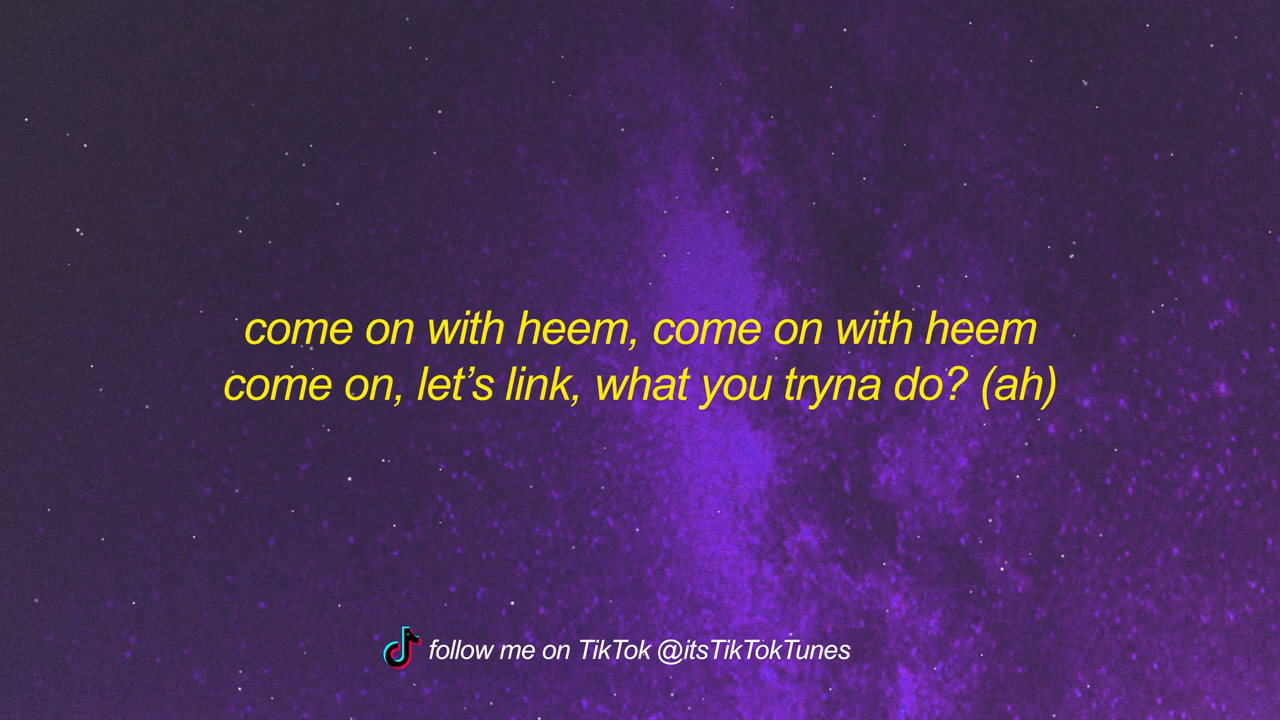 come on with heem, come on with heem
come on, let’s link, what you tryna do? (ah)
follow me on TikTok @itsTikTokTunes